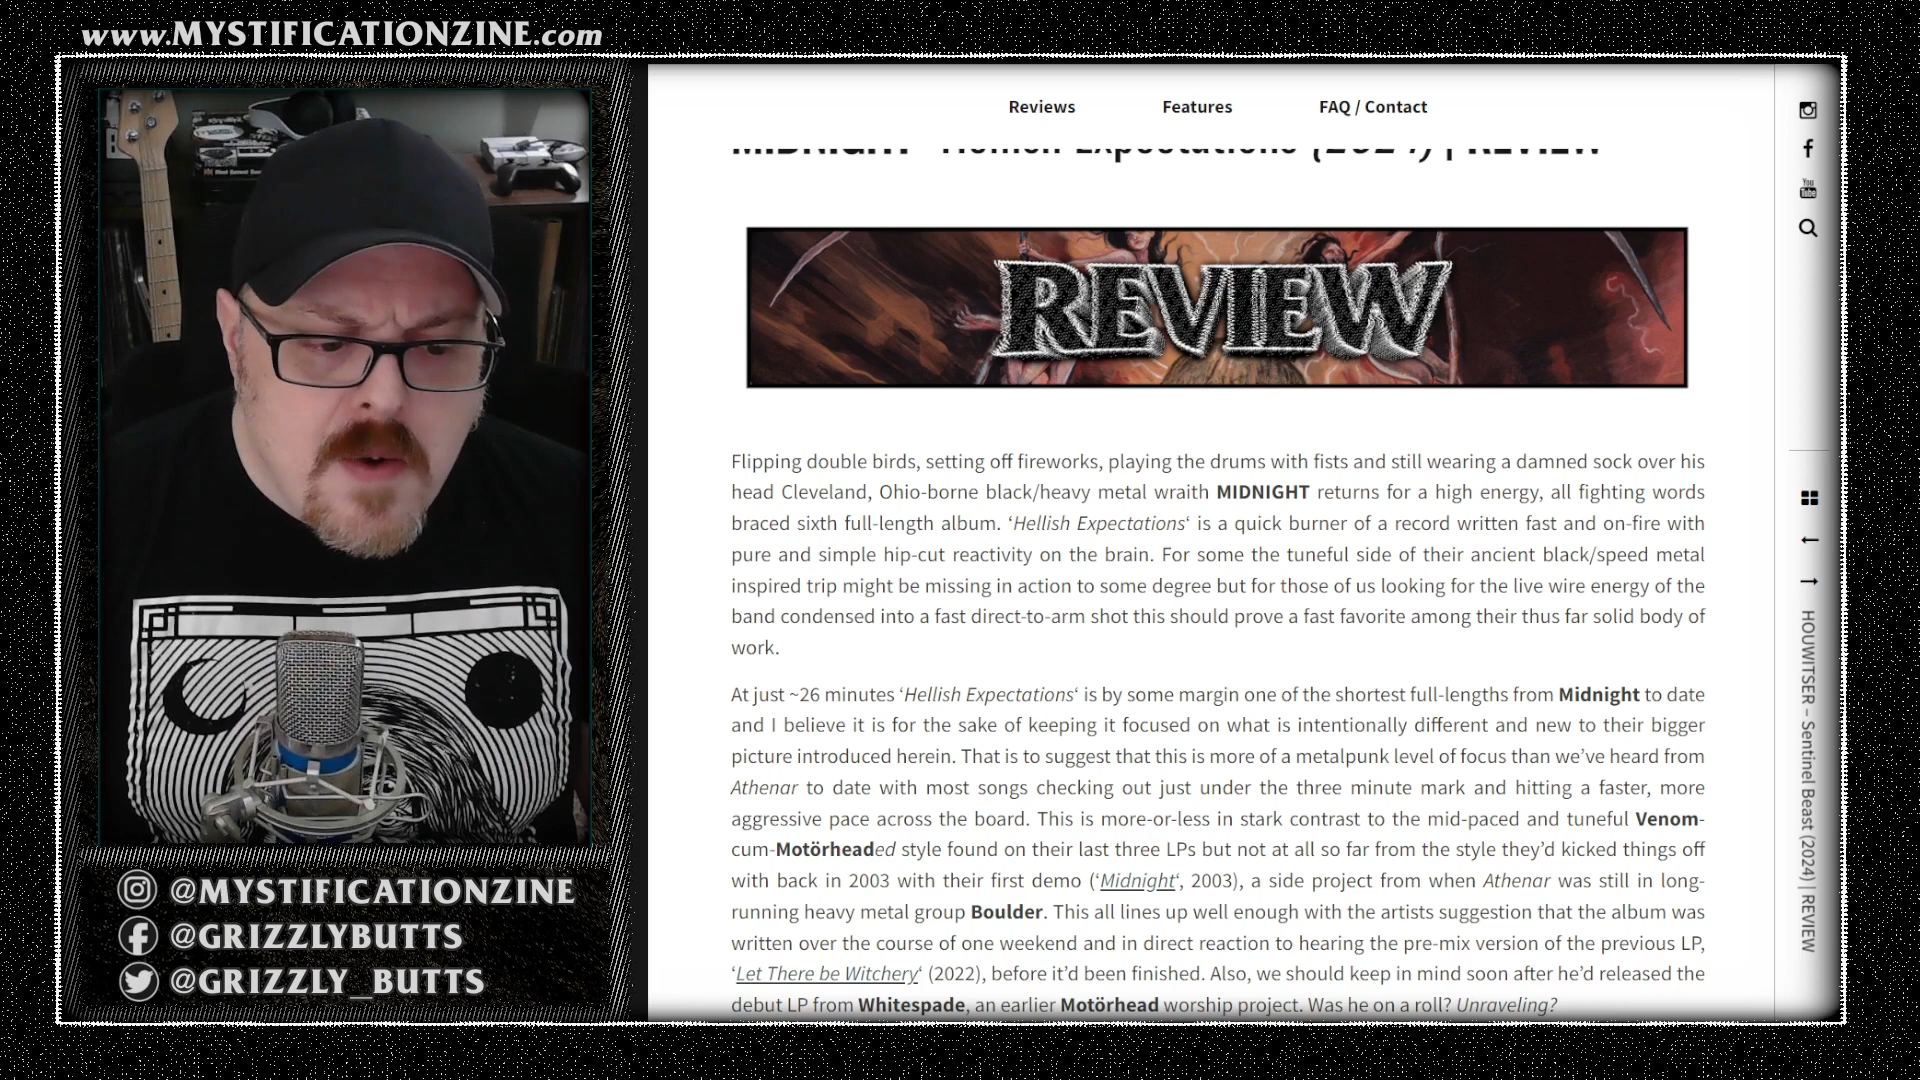 www.MYSTIFICATIONZINE.com
Reviews
Features
FAQ / Contact
MIDNIGHT – Hellish Expectations (2024) | REVIEW
REVIEW
Flipping double birds, setting off fireworks, playing the drums with fists and still wearing a damned sock over his
head Cleveland, Ohio-borne black/heavy metal wraith MIDNIGHT returns for a high energy, all fighting words
braced sixth full-length album. ‘Hellish Expectations‘ is a quick burner of a record written fast and on-fire with
pure and simple hip-cut reactivity on the brain. For some the tuneful side of their ancient black/speed metal
inspired trip might be missing in action to some degree but for those of us looking for the live wire energy of the
band condensed into a fast direct-to-arm shot this should prove a fast favorite among their thus far solid body of
work.
At just ~26 minutes ‘Hellish Expectations‘ is by some margin one of the shortest full-lengths from Midnight to date
and I believe it is for the sake of keeping it focused on what is intentionally different and new to their bigger
picture introduced herein. That is to suggest that this is more of a metalpunk level of focus than we’ve heard from
Athenar to date with most songs checking out just under the three minute mark and hitting a faster, more
aggressive pace across the board. This is more-or-less in stark contrast to the mid-paced and tuneful Venom-
cum-Motörheaded style found on their last three LPs but not at all so far from the style they’d kicked things off
with back in 2003 with their first demo (‘Midnight‘, 2003), a side project from when Athenar was still in long-
running heavy metal group Boulder. This all lines up well enough with the artists suggestion that the album was
written over the course of one weekend and in direct reaction to hearing the pre-mix version of the previous LP,
‘Let There be Witchery‘ (2022), before it’d been finished. Also, we should keep in mind soon after he’d released the
debut LP from Whitespade, an earlier Motörhead worship project. Was he on a roll? Unraveling?
You
Tube
HOUWITSER – Sentinel Beast (2024) | REVIEW
@MYSTIFICATIONZINE
@GRIZZLYBUTTS
@GRIZZLY_BUTTS